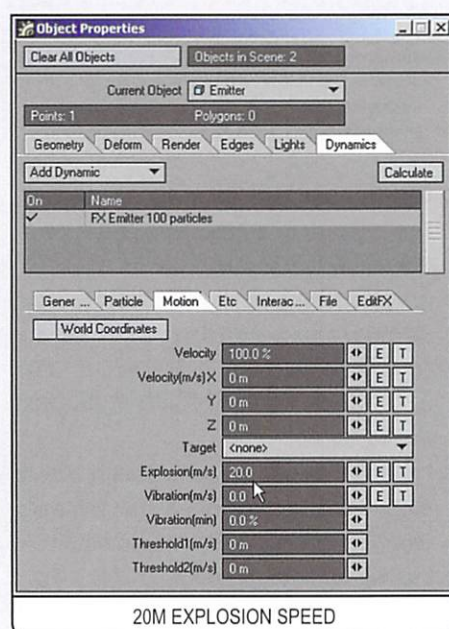 Object Properties
Clear All Objects Objects in Scene: 2
Current Object Emitter
Points: 1 Polygons: 0
Geometry Deform Render Edges Lights Dynamics
Add Dynamic Calculate
On Name
FX Emitter 100 particles
Gener ... Particle Motion Etc Interac ... File EditFX
World Coordinates
Velocity 100.0 % E T
Velocity(m/s) X 0 m E T
Y 0 m E T
Z 0 m E T
Target <none>
Explosion(m/s) 20.0 E T
Vibration(m/s) 0.0 E T
Vibration(min) 0.0 %
Threshold1(m/s) 0 m
Threshold2(m/s) 0 m
20M EXPLOSION SPEED